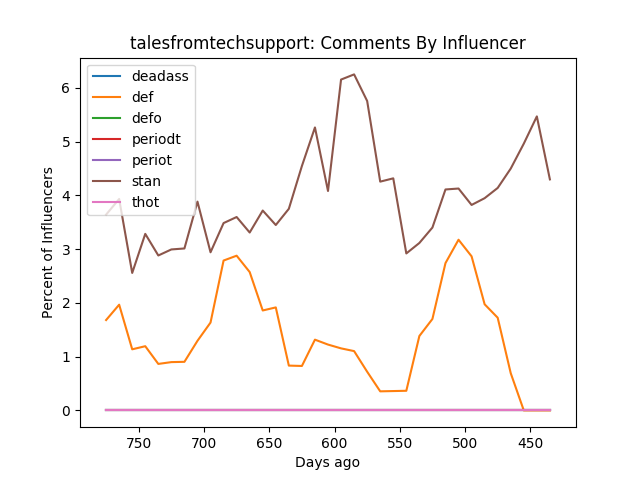 talesfromtechsupport: Comments By Influencer
deadass
def
defo
periodt
periot
stan
thot
Percent of Influencers
6
5
4
3
2
1
0
750 700 650 600 550 500 450
Days ago